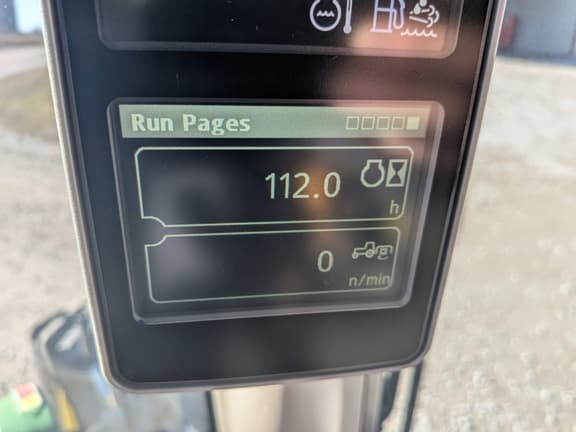 Run Pages
112.0
h
0
n/min